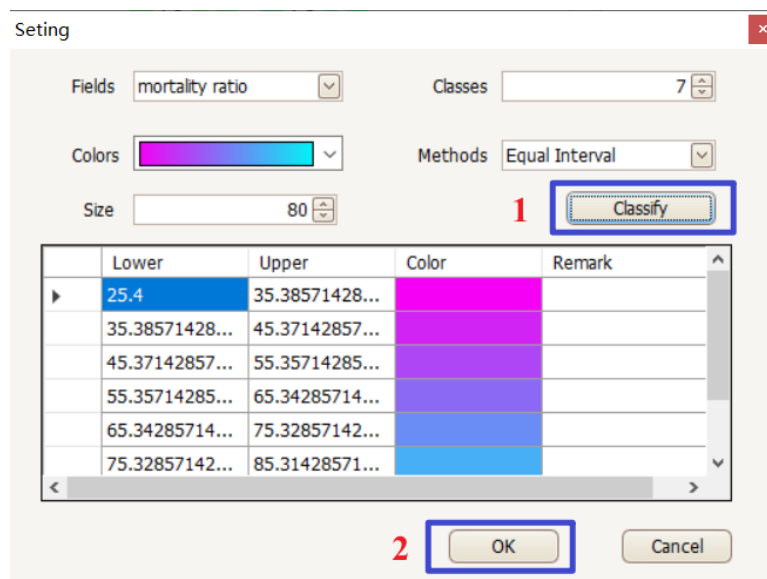 Seting
Fields mortality ratio Classes 7
Colors Methods Equal Interval
Size 80 1 Classify
Lower Upper Color Remark
25.4 35.38571428...
35.38571428... 45.37142857...
45.37142857... 55.35714285...
55.35714285... 65.34285714...
65.34285714... 75.32857142...
75.32857142... 85.31428571...
2 OK Cancel